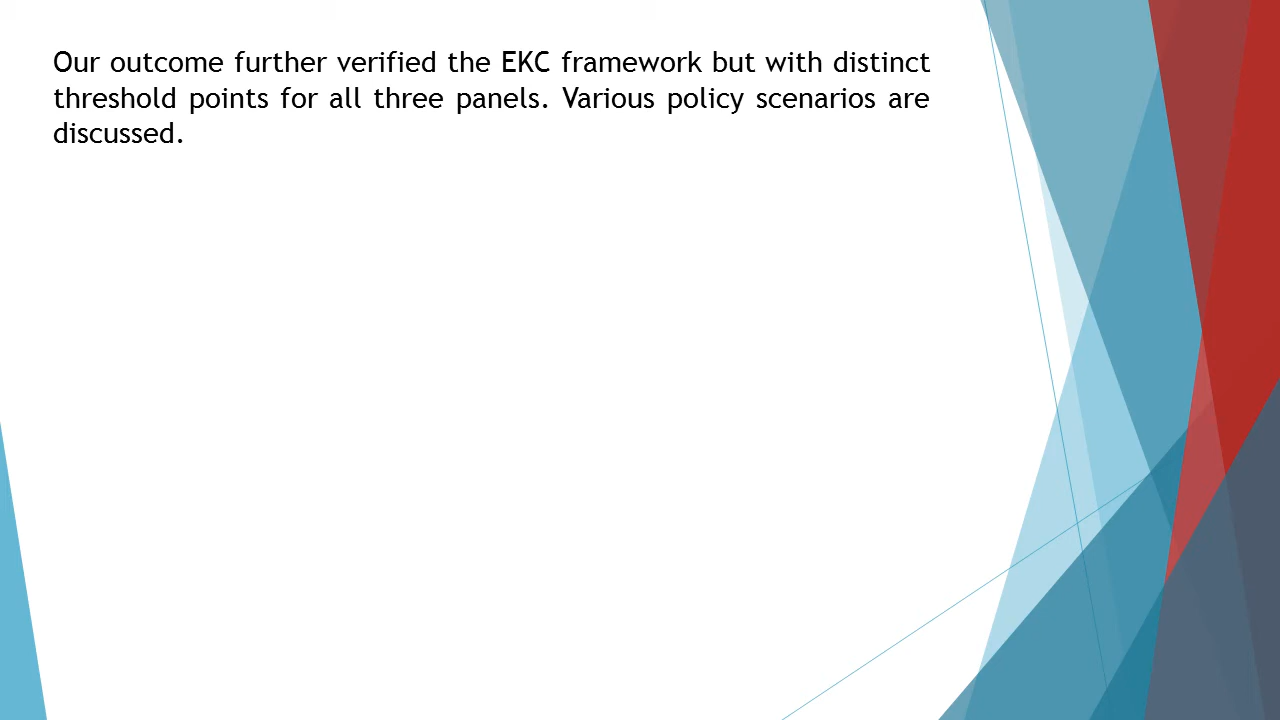 Our outcome further verified the EKC framework but with distinct
threshold points for all three panels. Various policy scenarios are
discussed.